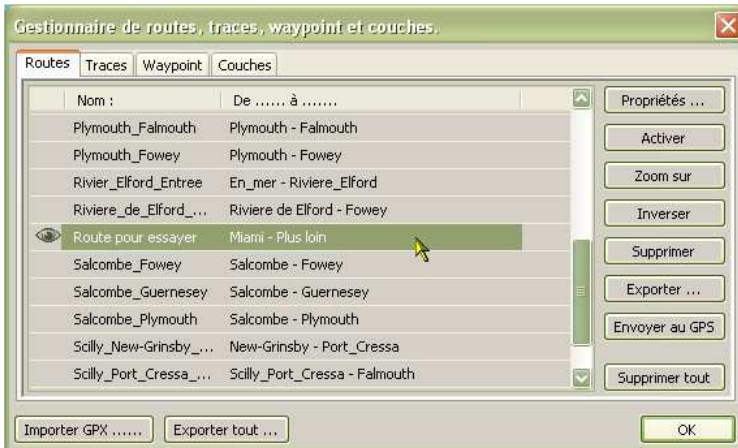 Gestionnaire de routes, traces, waypoint et couches.
Routes Traces Waypoint Couches
Nom : De ...... à .......
Plymouth_Falmouth Plymouth - Falmouth
Plymouth_Fowey Plymouth - Fowey
Rivier_Elford_Entree En_mer - Riviere_Elford
Riviere_de_Elford_... Riviere de Elford - Fowey
Route pour essayer Miami - Plus loin
Salcombe_Fowey Salcombe - Fowey
Salcombe_Guernesey Salcombe - Guernesey
Salcombe_Plymouth Salcombe - Plymouth
Scilly_New-Grinsby_... New-Grinsby - Port_Cressa
Scilly_Port_Cressa_... Scilly_Port_Cressa - Falmouth
Propriétés ...
Activer
Zoom sur
Inverser
Supprimer
Exporter ...
Envoyer au GPS
Supprimer tout
Importer GPX ...... Exporter tout ... OK